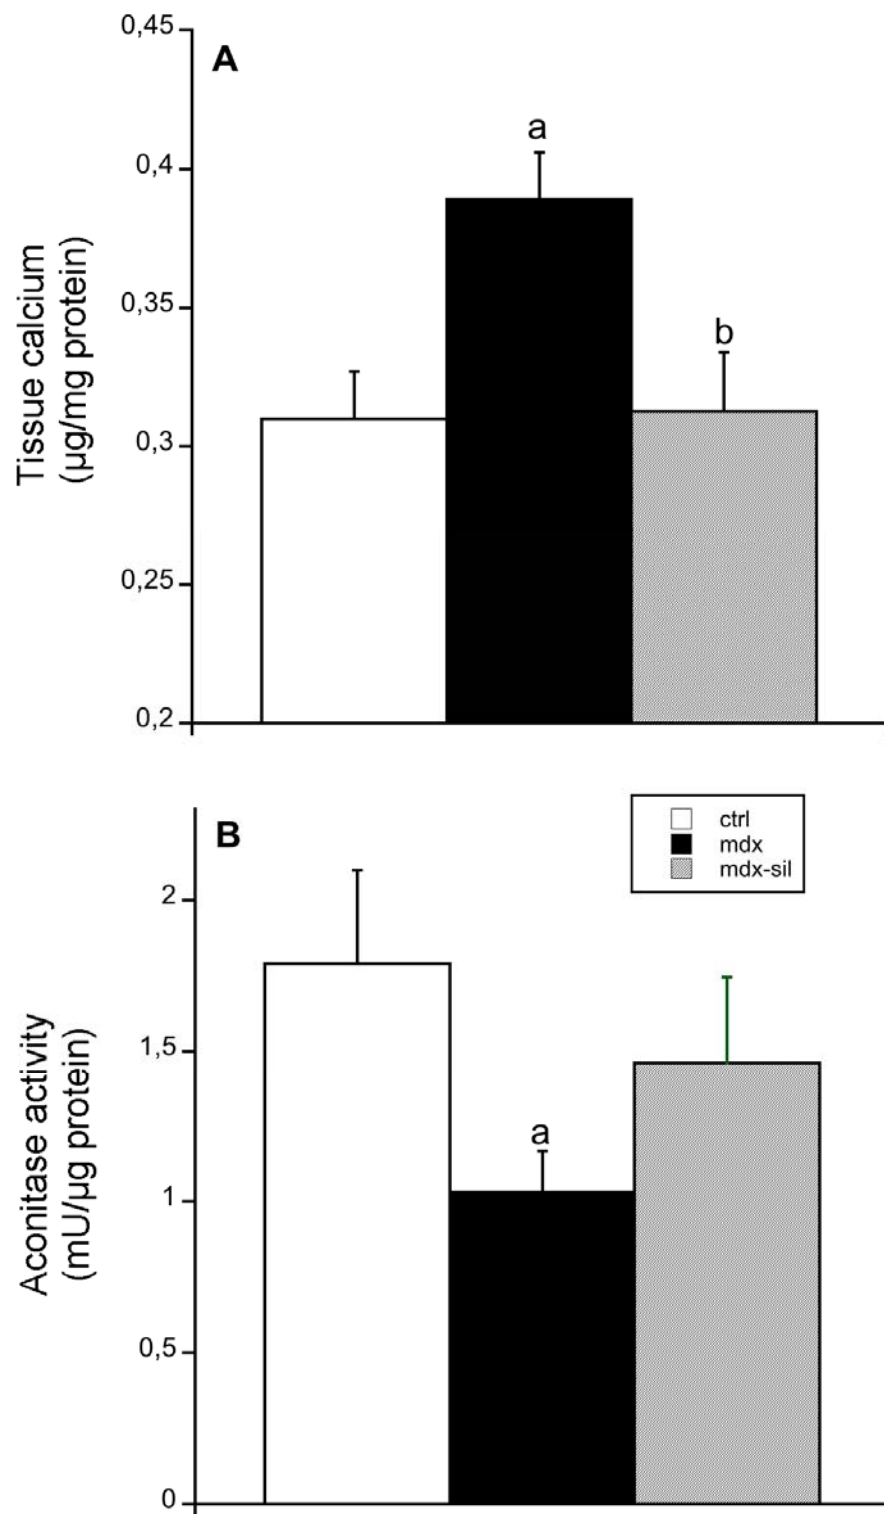 A
0,45
0,4
0,35
0,3
0,25
0,2
Tissue calcium
(µg/mg protein)
a
b
B
ctrl
mdx
mdx-sil
2
1,5
1
0,5
0
Aconitase activity
(mU/µg protein)
a